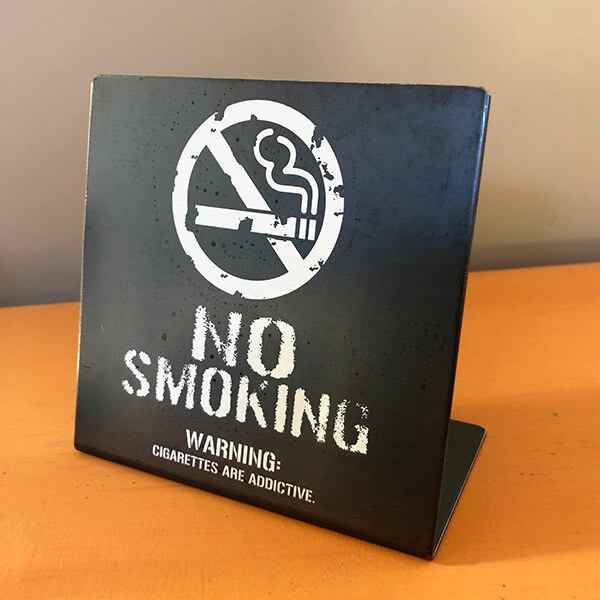 NO
SMOKING
WARNING:
CIGARETTES ARE ADDICTIVE.